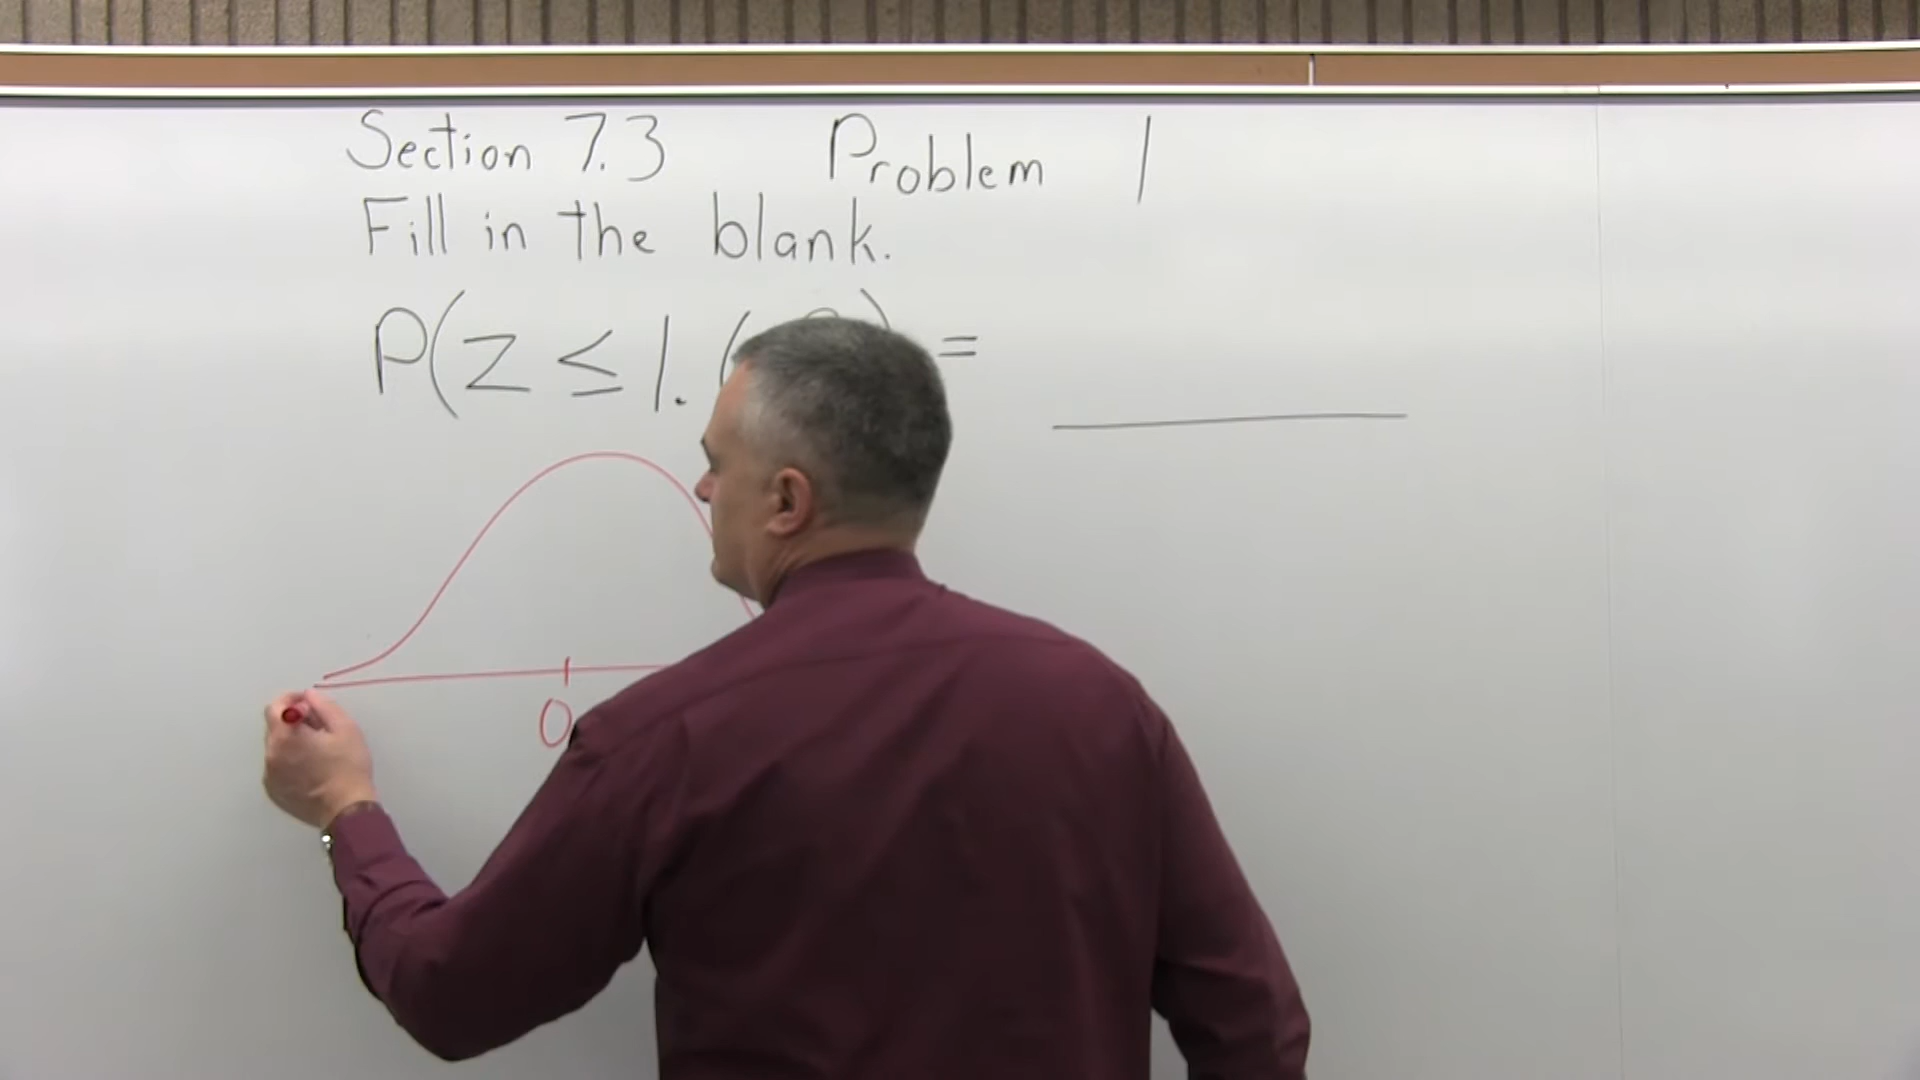 Section 7.3 Problem 1
Fill in the blank.
P(Z ≤ 1. ) =
0